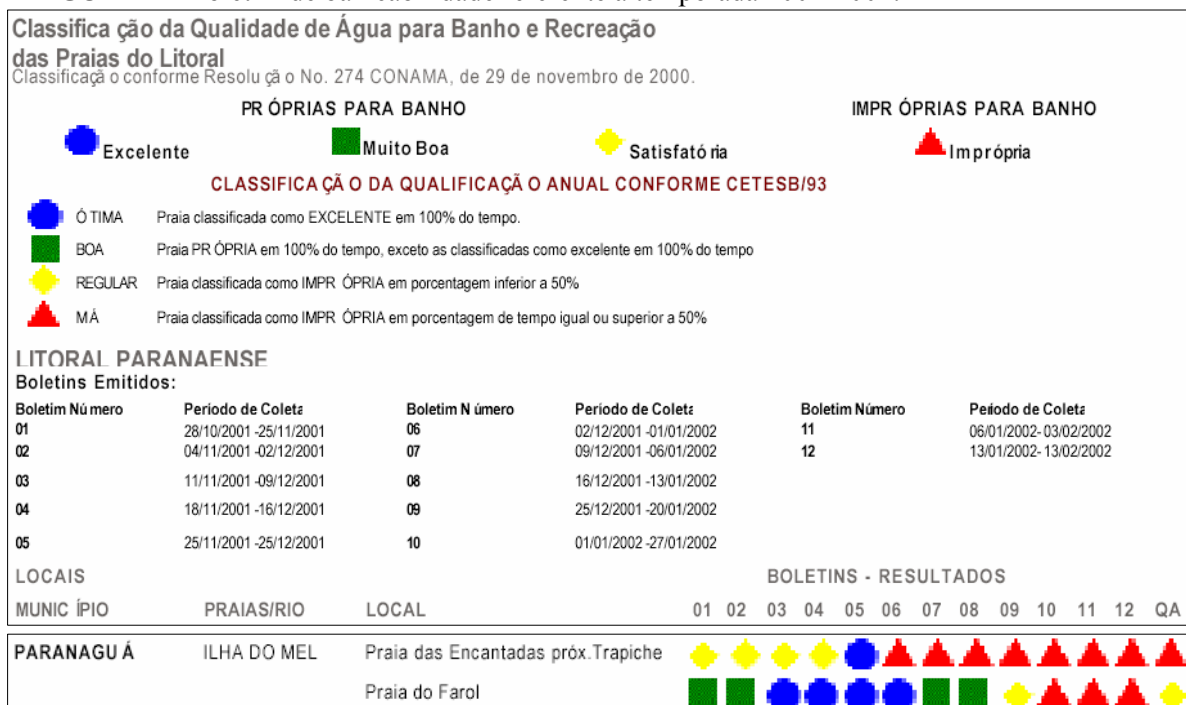 Classifica ção da Qualidade de Água para Banho e Recreação
das Praias do Litoral
Classificaçã o conforme Resolu çã o No. 274 CONAMA, de 29 de novembro de 2000.
PR ÓPRIAS PARA BANHO IMPR ÓPRIAS PARA BANHO
Excelente Muito Boa Satisfató ria Imprópria
CLASSIFICA ÇÃ O DA QUALIFICAÇÃ O ANUAL CONFORME CETESB/93
Ó TIMA Praia classificada como EXCELENTE em 100% do tempo.
BOA Praia PR ÓPRIA em 100% do tempo, exceto as classificadas como excelente em 100% do tempo
REGULAR Praia classificada como IMPR ÓPRIA em porcentagem inferior a 50%
MÁ Praia classificada como IMPR ÓPRIA em porcentagem de tempo igual ou superior a 50%
LITORAL PARANAENSE
Boletins Emitidos:
Boletim Nú mero Período de Coleta Boletim N úmero Período de Coleta Boletim Número Período de Coleta
01 28/10/2001 -25/11/2001 06 02/12/2001 -01/01/2002 11 06/01/2002- 03/02/2002
02 04/11/2001 -02/12/2001 07 09/12/2001 -06/01/2002 12 13/01/2002- 13/02/2002
03 11/11/2001 -09/12/2001 08 16/12/2001 -13/01/2002
04 18/11/2001 -16/12/2001 09 25/12/2001 -20/01/2002
05 25/11/2001 -25/12/2001 10 01/01/2002 -27/01/2002
LOCAIS BOLETINS - RESULTADOS
MUNIC ÍPIO PRAIAS/RIO LOCAL 01 02 03 04 05 06 07 08 09 10 11 12 QA
PARANAGU Á ILHA DO MEL Praia das Encantadas próx.Trapiche
Praia do Farol